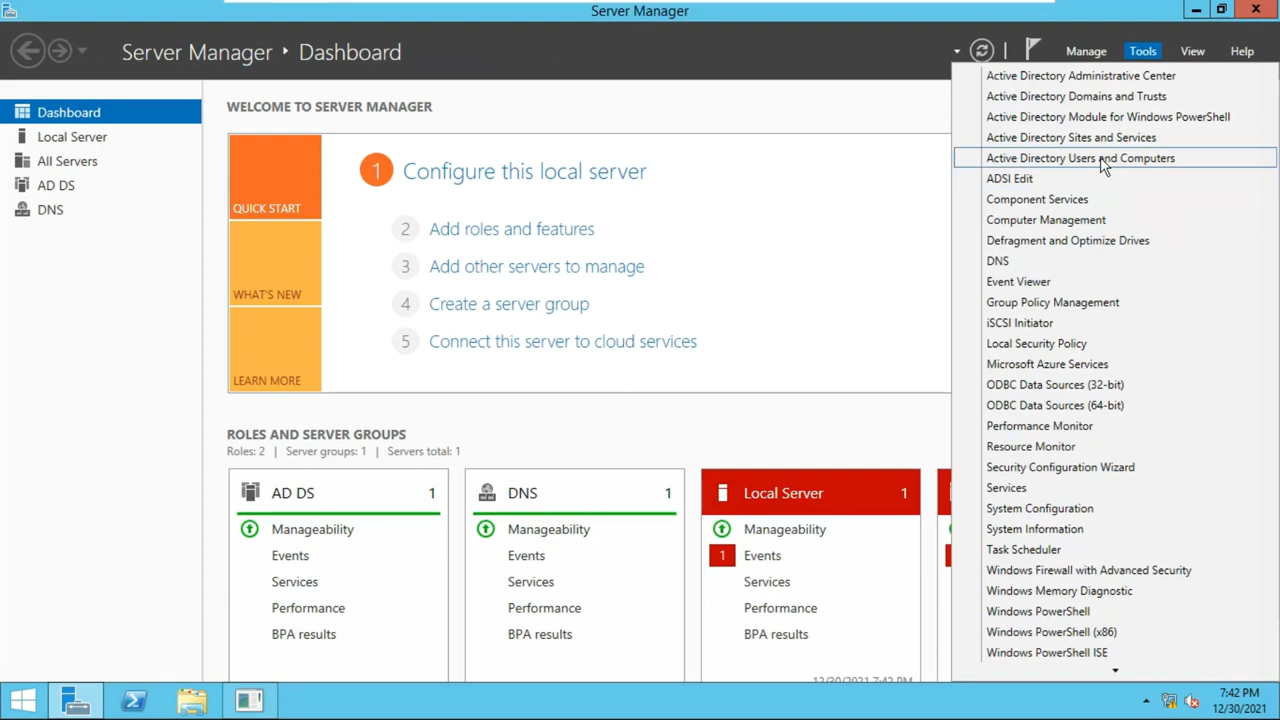 Server Manager
Server Manager ‣ Dashboard
Manage
Tools
View
Help
Dashboard
Local Server
All Servers
AD DS
DNS
WELCOME TO SERVER MANAGER
QUICK START
WHAT'S NEW
LEARN MORE
1 Configure this local server
2 Add roles and features
3 Add other servers to manage
4 Create a server group
5 Connect this server to cloud services
ROLES AND SERVER GROUPS
Roles: 2 | Server groups: 1 | Servers total: 1
AD DS 1
Manageability
Events
Services
Performance
BPA results
DNS 1
Manageability
Events
Services
Performance
BPA results
Local Server 1
Manageability
1 Events
Services
Performance
BPA results
12/30/2021 7:42 PM
Active Directory Administrative Center
Active Directory Domains and Trusts
Active Directory Module for Windows PowerShell
Active Directory Sites and Services
Active Directory Users and Computers
ADSI Edit
Component Services
Computer Management
Defragment and Optimize Drives
DNS
Event Viewer
Group Policy Management
iSCSI Initiator
Local Security Policy
Microsoft Azure Services
ODBC Data Sources (32-bit)
ODBC Data Sources (64-bit)
Performance Monitor
Resource Monitor
Security Configuration Wizard
Services
System Configuration
System Information
Task Scheduler
Windows Firewall with Advanced Security
Windows Memory Diagnostic
Windows PowerShell
Windows PowerShell (x86)
Windows PowerShell ISE
7:42 PM
12/30/2021